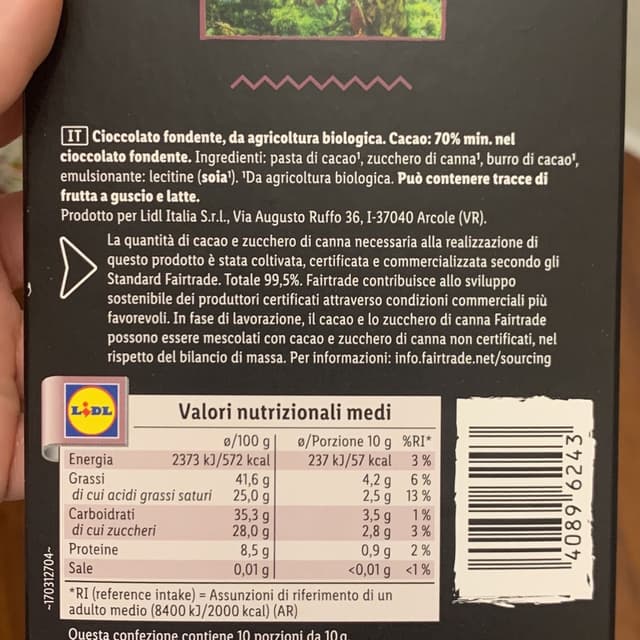 IT Cioccolato fondente, da agricoltura biologica. Cacao: 70% min. nel
cioccolato fondente. Ingredienti: pasta di cacao¹, zucchero di canna¹, burro di cacao¹,
emulsionante: lecitine (soia¹). ¹Da agricoltura biologica. Può contenere tracce di
frutta a guscio e latte.
Prodotto per Lidl Italia S.r.l., Via Augusto Ruffo 36, I-37040 Arcole (VR).
La quantità di cacao e zucchero di canna necessaria alla realizzazione di
questo prodotto è stata coltivata, certificata e commercializzata secondo gli
Standard Fairtrade. Totale 99,5%. Fairtrade contribuisce allo sviluppo
sostenibile dei produttori certificati attraverso condizioni commerciali più
favorevoli. In fase di lavorazione, il cacao e lo zucchero di canna Fairtrade
possono essere mescolati con cacao e zucchero di canna non certificati, nel
rispetto del bilancio di massa. Per informazioni: info.fairtrade.net/sourcing
LIDL
Valori nutrizionali medi
ø/100 g ø/Porzione 10 g %RI*
Energia 2373 kJ/572 kcal 237 kJ/57 kcal 3 %
Grassi 41,6 g 4,2 g 6 %
di cui acidi grassi saturi 25,0 g 2,5 g 13 %
Carboidrati 35,3 g 3,5 g 1 %
di cui zuccheri 28,0 g 2,8 g 3 %
Proteine 8,5 g 0,9 g 2 %
Sale 0,01 g <0,01 g <1 %
*RI (reference intake) = Assunzioni di riferimento di un
adulto medio (8400 kJ/2000 kcal) (AR)
Questa confezione contiene 10 porzioni da 10 g.
-170312704-
4089 6243